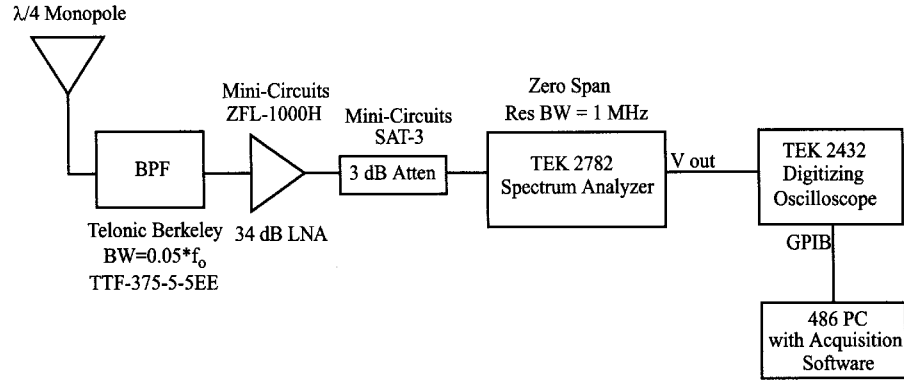 λ/4 Monopole
BPF
Telonic Berkeley
BW=0.05*fo
TTF-375-5-5EE
Mini-Circuits
ZFL-1000H
34 dB LNA
Mini-Circuits
SAT-3
3 dB Atten
Zero Span
Res BW = 1 MHz
TEK 2782
Spectrum Analyzer
V out
TEK 2432
Digitizing
Oscilloscope
GPIB
486 PC
with Acquisition
Software